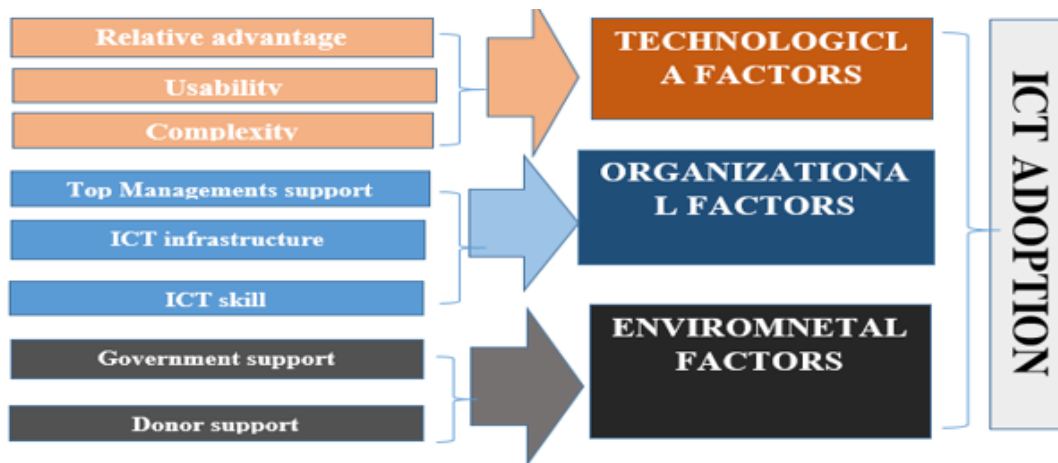 Relative advantage
Usability
Complexity
Top Managements support
ICT infrastructure
ICT skill
Government support
Donor support
TECHNOLOGICL
A FACTORS
ORGANIZATIONA
L FACTORS
ENVIROMNETAL
FACTORS
ICT ADOPTION